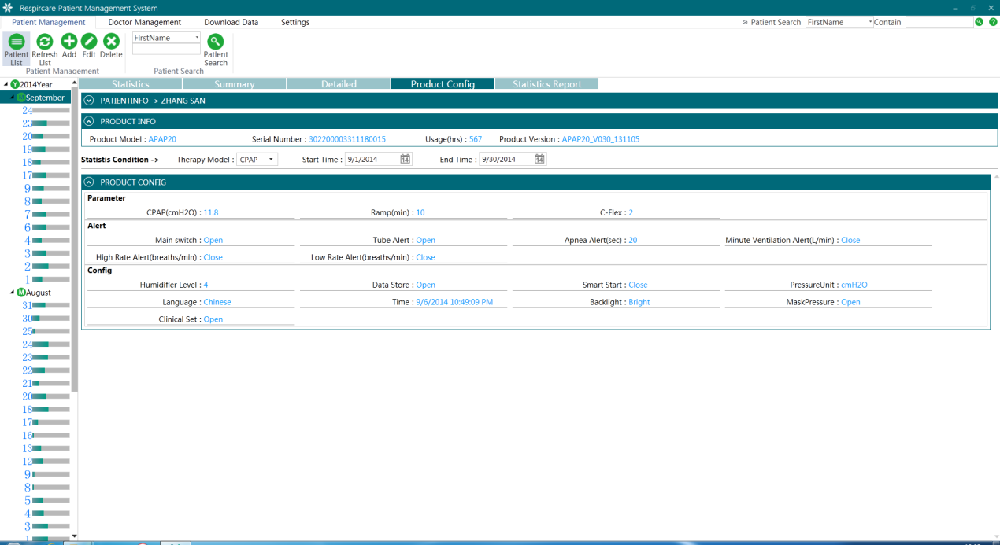 Respircare Patient Management System
Patient Management Doctor Management Download Data Settings
Patient Search FirstName Contain
Patient List Refresh List Add Edit Delete
FirstName
Patient Search
Patient Management Patient Search
2014Year
September
24
23
20
19
18
17
9
8
7
6
4
3
2
1
August
31
30
25
24
23
22
21
20
18
17
16
13
12
9
8
5
4
3
1
Statistics Summary Detailed Product Config Statistics Report
PATIENTINFO -> ZHANG SAN
PRODUCT INFO
Product Model : APAP20 Serial Number : 302200003311180015 Usage(hrs) : 567 Product Version : APAP20_V030_131105
Statistis Condition -> Therapy Model : CPAP Start Time : 9/1/2014 14 End Time : 9/30/2014 14
PRODUCT CONFIG
Parameter
CPAP(cmH2O) : 11.8 Ramp(min) : 10 C-Flex : 2
Alert
Main switch : Open Tube Alert : Open Apnea Alert(sec) : 20 Minute Ventilation Alert(L/min) : Close
High Rate Alert(breaths/min) : Close Low Rate Alert(breaths/min) : Close
Config
Humidifier Level : 4 Data Store : Open Smart Start : Close PressureUnit : cmH2O
Language : Chinese Time : 9/6/2014 10:49:09 PM Backlight : Bright MaskPressure : Open
Clinical Set : Open